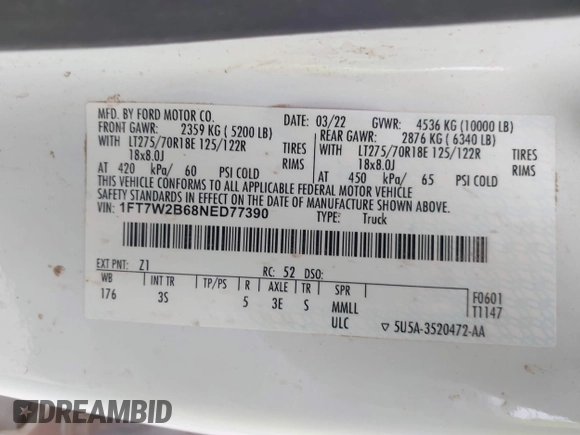 MFD. BY FORD MOTOR CO.
DATE: 03/22 GVWR: 4536 KG (10000 LB)
FRONT GAWR: 2359 KG ( 5200 LB)
REAR GAWR: 2876 KG ( 6340 LB)
WITH LT275/70R18E 125/122R TIRES
WITH LT275/70R18E 125/122R TIRES
18x8.0J RIMS
18x8.0J RIMS
AT 420 kPa/ 60 PSI COLD
AT 450 kPa/ 65 PSI COLD
THIS VEHICLE CONFORMS TO ALL APPLICABLE FEDERAL MOTOR VEHICLE
SAFETY STANDARDS IN EFFECT ON THE DATE OF MANUFACTURE SHOWN ABOVE.
VIN: 1FT7W2B68NED77390 TYPE: Truck
EXT PNT: Z1 RC: 52 DSO:
WB INT TR TP/PS R AXLE TR SPR
176 3S 5 3E S MMLL
ULC
F0601
T1147
▽ 5U5A-3520472-AA
DREAMBID